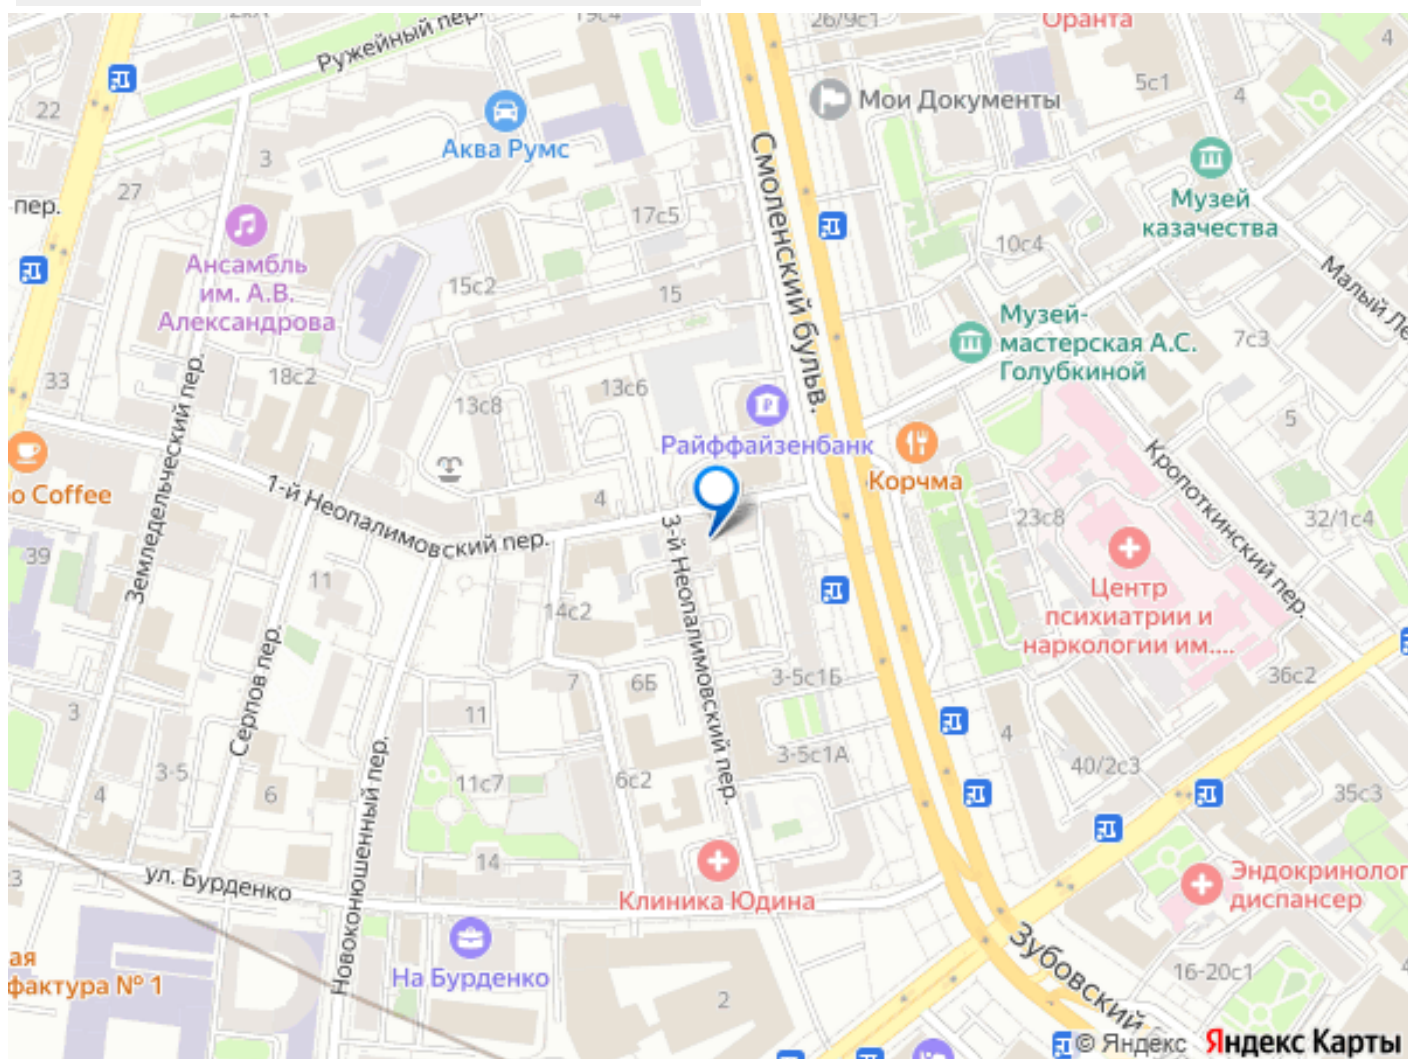 19с4
26/9с1
Оранта
4
Ружейный пер.
5с1
4
22
Мои Документы
Аква Румс
3
Смоленский бульв.
27
пер.
Музей
казачества
17с5
10с4
Ансамбль
им. А.В.
Александрова
15с2
15
Малый Ле
Музей-
мастерская А.С.
Голубкиной
7с3
33
18с2
13с8
13с6
5
Земледельческий пер.
Райффайзенбанк
Корчма
Кропоткинский пер.
o Coffee
1-й Неопалимовский пер.
4
23с8
32/1с4
39
11
3-й Неопалимовский пер.
Центр
психиатрии и
наркологии им....
14с2
Серпов пер.
7
6Б
3-5с1Б
36с2
3
11
4
3-5с1А
40/2с3
3-5
4
6
Новоконюшенный пер.
11с7
6с2
35с3
14
3
ул. Бурденко
Клиника Юдина
Эндокринолог
диспансер
ая
фактура № 1
На Бурденко
2
Зубовский
16-20с1
4
© Яндекс Яндекс Карты